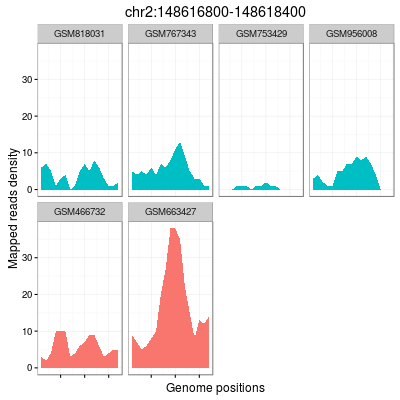 chr2:148616800-148618400
GSM818031 GSM767343 GSM753429 GSM956008
30
20
10
0
GSM466732 GSM663427
30
20
10
0
Mapped reads density
Genome positions